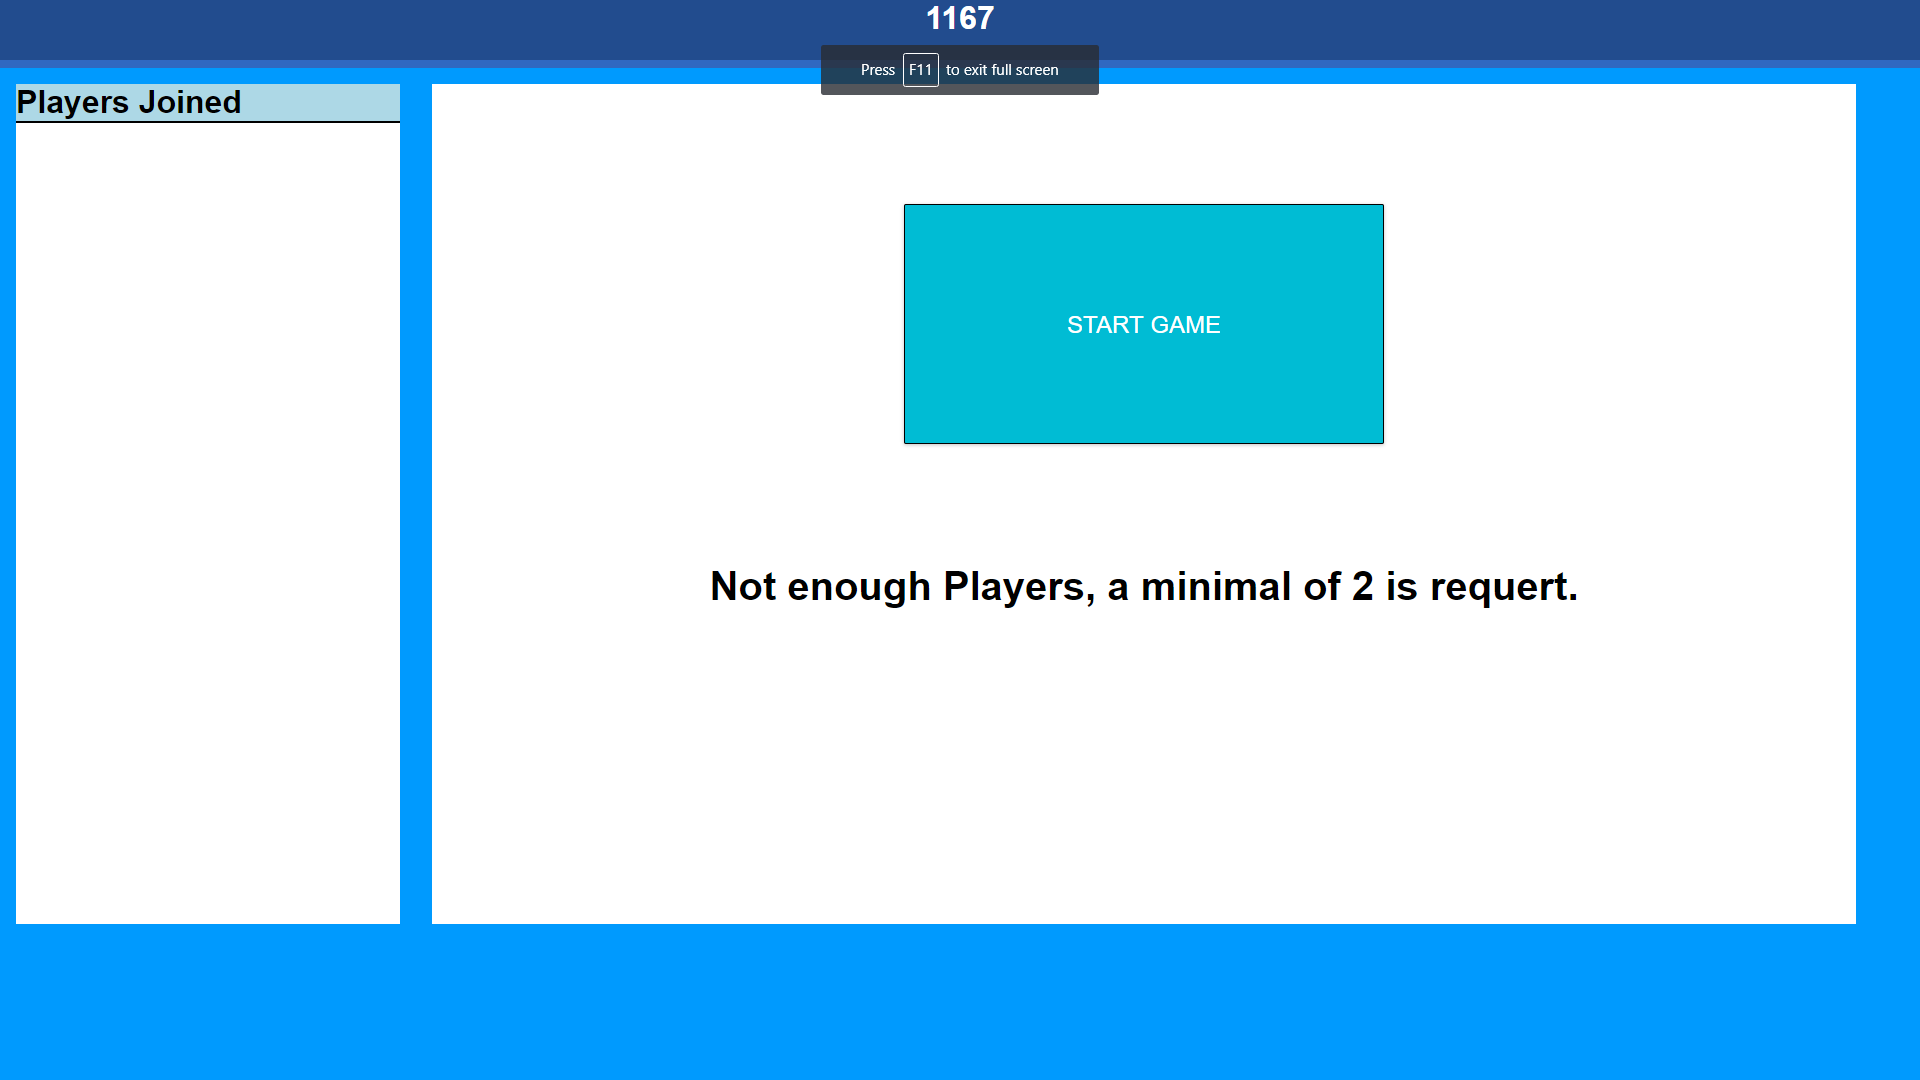 1167
Press F11 to exit full screen
Players Joined
START GAME
Not enough Players, a minimal of 2 is requert.